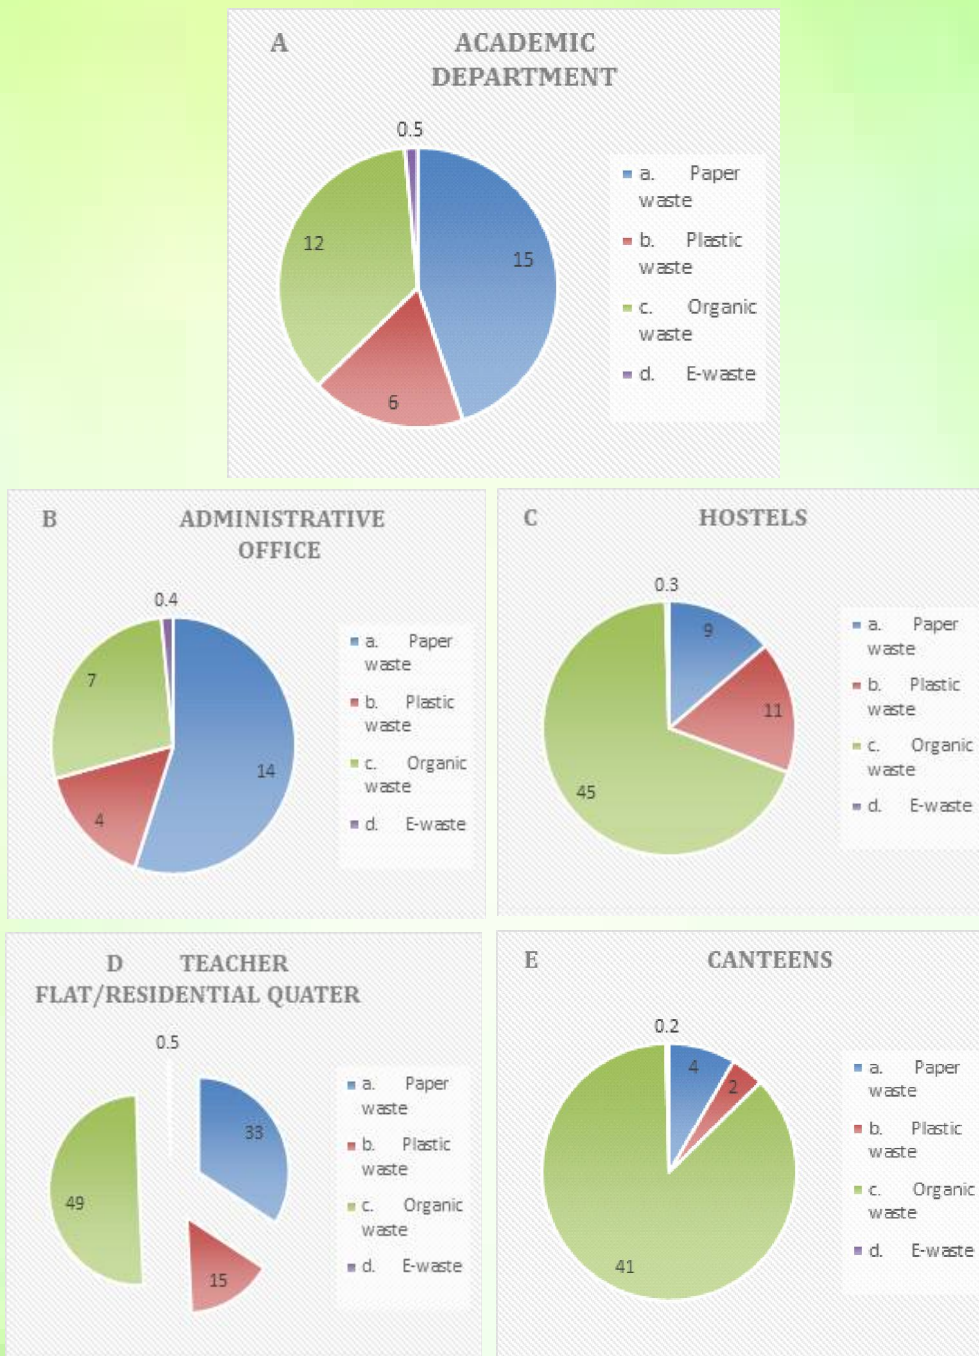 A ACADEMIC
DEPARTMENT
0.5
12
15
6
a. Paper
waste
b. Plastic
waste
c. Organic
waste
d. E-waste
B ADMINISTRATIVE
OFFICE
0.4
7
14
4
a. Paper
waste
b. Plastic
waste
c. Organic
waste
d. E-waste
C HOSTELS
0.3
9
11
45
a. Paper
waste
b. Plastic
waste
c. Organic
waste
d. E-waste
D TEACHER
FLAT/RESIDENTIAL QUATER
0.5
33
49
15
a. Paper
waste
b. Plastic
waste
c. Organic
waste
d. E-waste
E CANTEENS
0.2
4
2
41
a. Paper
waste
b. Plastic
waste
c. Organic
waste
d. E-waste